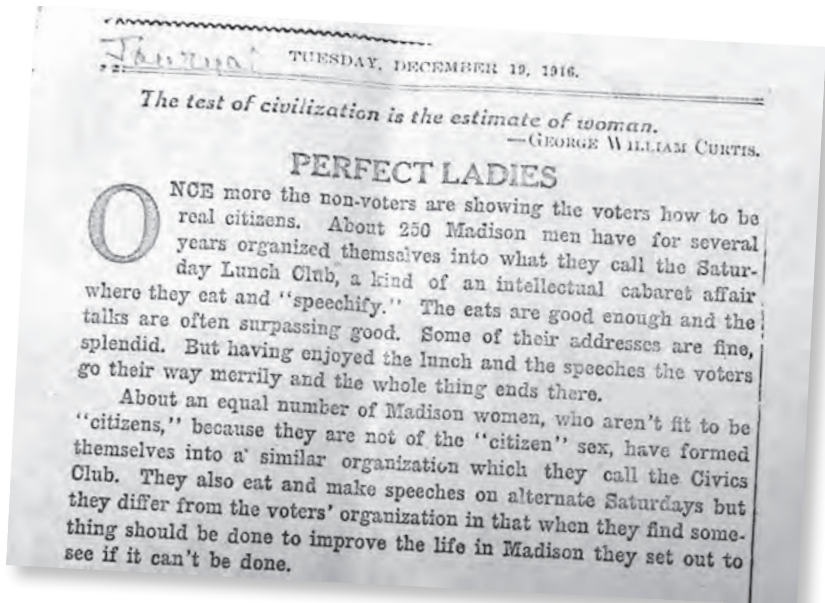 Journal
TUESDAY, DECEMBER 19, 1916.
The test of civilization is the estimate of woman.
—GEORGE WILLIAM CURTIS.
PERFECT LADIES
ONCE more the non-voters are showing the voters how to be
real citizens. About 250 Madison men have for several
years organized themselves into what they call the Satur-
day Lunch Club, a kind of an intellectual cabaret affair
where they eat and "speechify." The eats are good enough and the
talks are often surpassing good. Some of their addresses are fine,
splendid. But having enjoyed the lunch and the speeches the voters
go their way merrily and the whole thing ends there.
About an equal number of Madison women, who aren't fit to be
"citizens," because they are not of the "citizen" sex, have formed
themselves into a similar organization which they call the Civics
Club. They also eat and make speeches on alternate Saturdays but
they differ from the voters' organization in that when they find some-
thing should be done to improve the life in Madison they set out to
see if it can't be done.